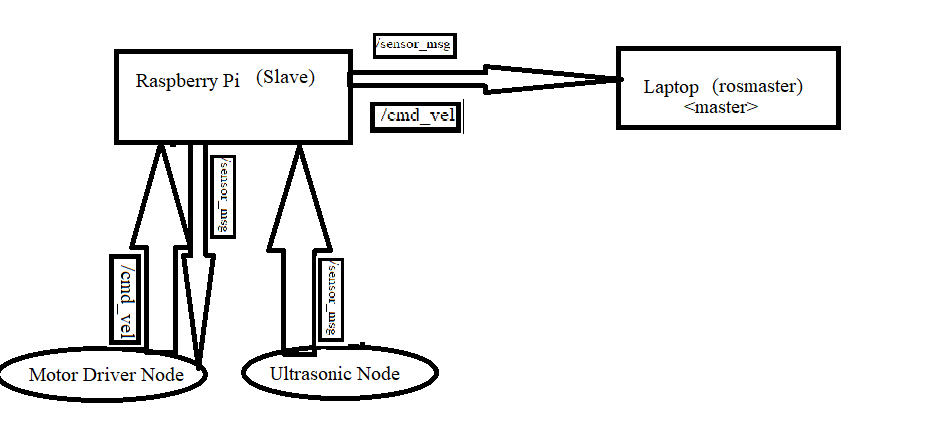 /sensor_msg
Raspberry Pi (Slave)
Laptop (rosmaster)
<master>
/cmd_vel
/sensor_msg
/cmd_vel
/sensor_msg
Motor Driver Node
Ultrasonic Node